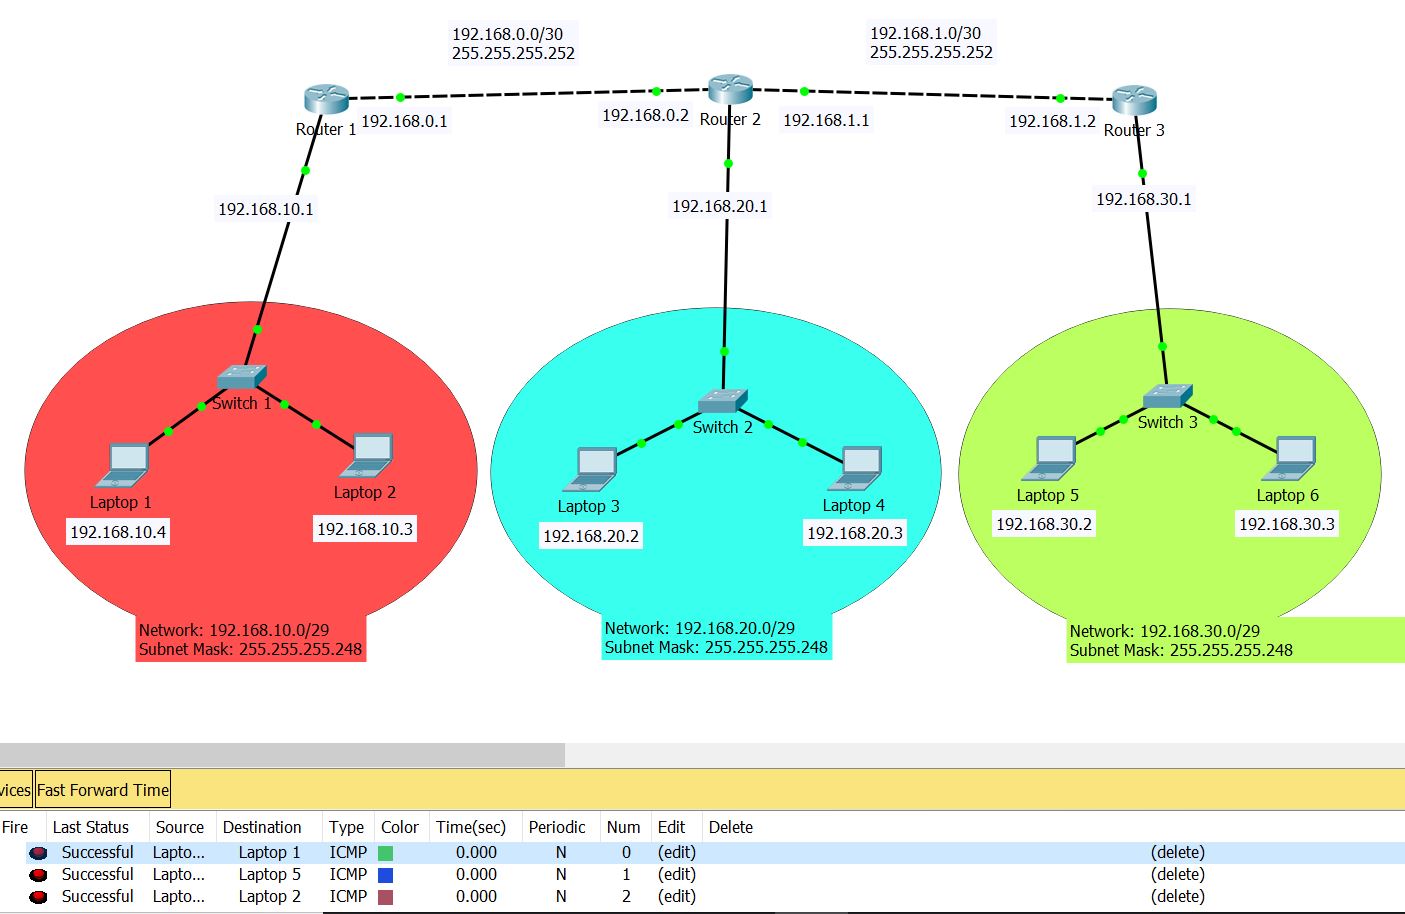 192.168.0.0/30
255.255.255.252
192.168.1.0/30
255.255.255.252
Router 1
192.168.0.1
192.168.0.2
Router 2
192.168.1.1
192.168.1.2
Router 3
192.168.10.1
192.168.20.1
192.168.30.1
Switch 1
Switch 2
Switch 3
Laptop 1
Laptop 2
Laptop 3
Laptop 4
Laptop 5
Laptop 6
192.168.10.4
192.168.10.3
192.168.20.2
192.168.20.3
192.168.30.2
192.168.30.3
Network: 192.168.10.0/29
Subnet Mask: 255.255.255.248
Network: 192.168.20.0/29
Subnet Mask: 255.255.255.248
Network: 192.168.30.0/29
Subnet Mask: 255.255.255.248
vices Fast Forward Time
Fire Last Status Source Destination Type Color Time(sec) Periodic Num Edit Delete
Successful Lapto... Laptop 1 ICMP 0.000 N 0 (edit) (delete)
Successful Lapto... Laptop 5 ICMP 0.000 N 1 (edit) (delete)
Successful Lapto... Laptop 2 ICMP 0.000 N 2 (edit) (delete)